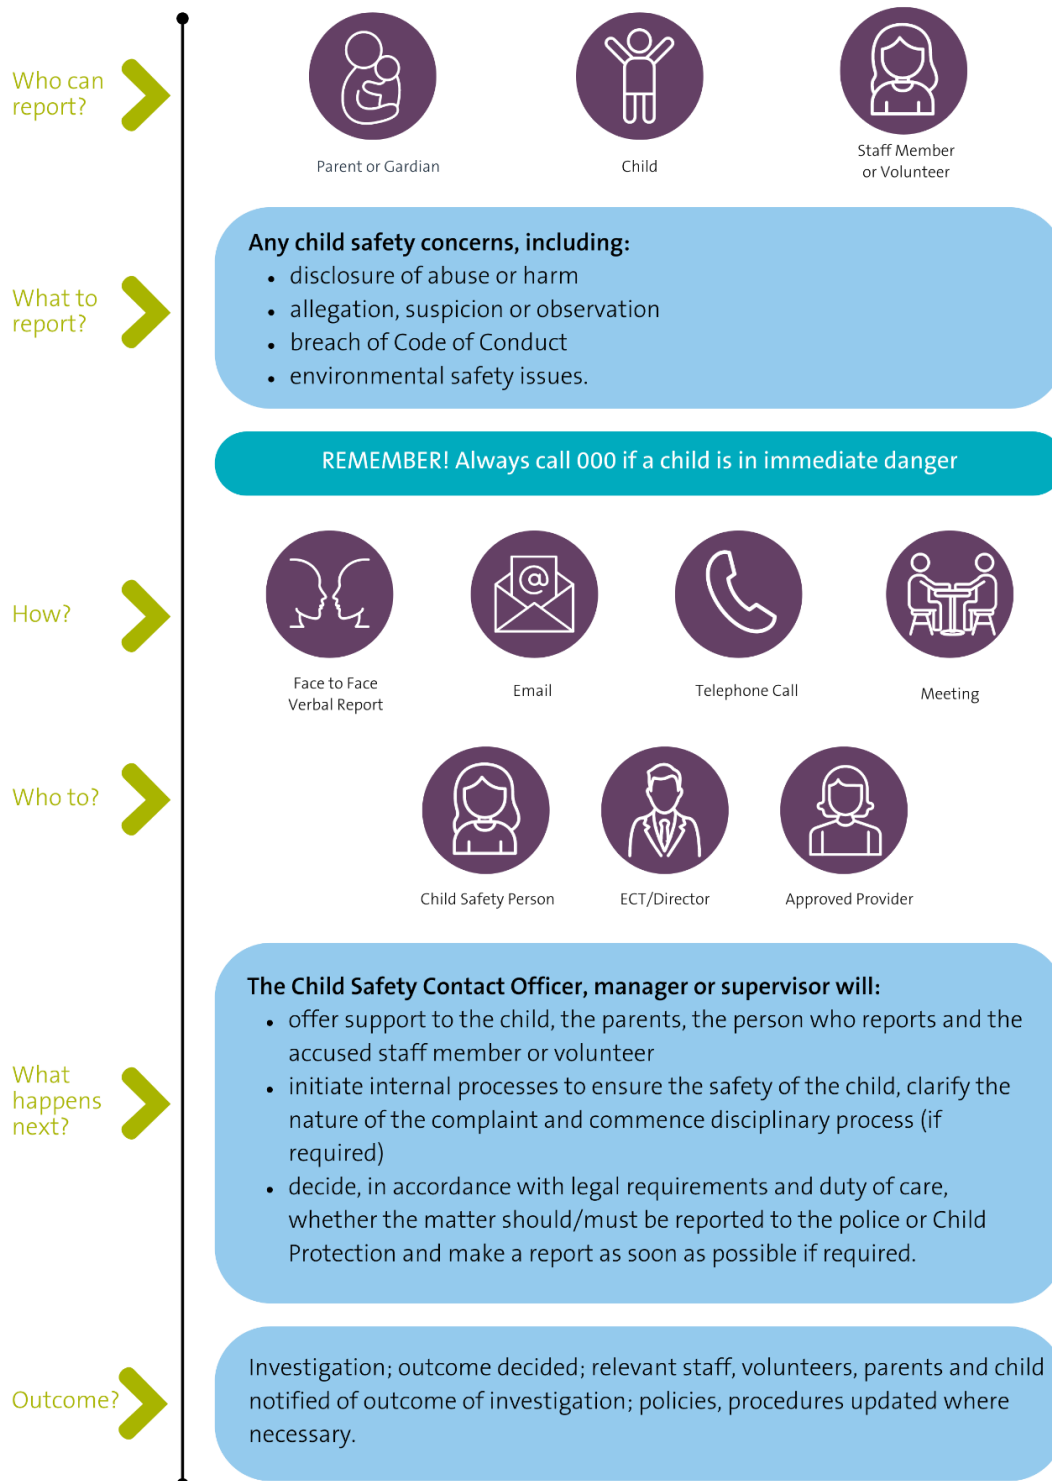 Who can
report?
Parent or Gardian
Child
Staff Member
or Volunteer
What to
report?
Any child safety concerns, including:
• disclosure of abuse or harm
• allegation, suspicion or observation
• breach of Code of Conduct
• environmental safety issues.
REMEMBER! Always call 000 if a child is in immediate danger
How?
@
Face to Face
Verbal Report
Email
Telephone Call
Meeting
Who to?
Child Safety Person
ECT/Director
Approved Provider
What
happens
next?
The Child Safety Contact Officer, manager or supervisor will:
• offer support to the child, the parents, the person who reports and the
accused staff member or volunteer
• initiate internal processes to ensure the safety of the child, clarify the
nature of the complaint and commence disciplinary process (if
required)
• decide, in accordance with legal requirements and duty of care,
whether the matter should/must be reported to the police or Child
Protection and make a report as soon as possible if required.
Outcome?
Investigation; outcome decided; relevant staff, volunteers, parents and child
notified of outcome of investigation; policies, procedures updated where
necessary.